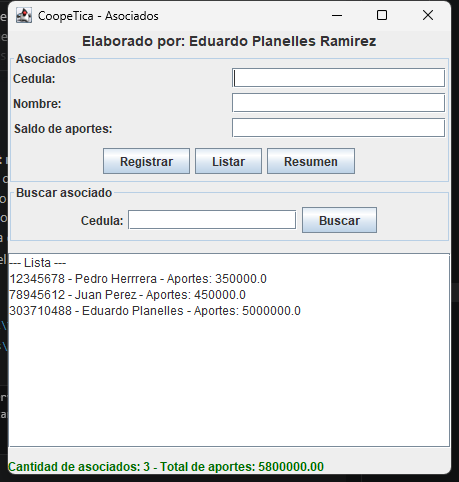 CoopeTica - Asociados
Elaborado por: Eduardo Planelles Ramirez
Asociados
Cedula:
Nombre:
Saldo de aportes:
Registrar Listar Resumen
Buscar asociado
Cedula: Buscar
--- Lista ---
12345678 - Pedro Herrrera - Aportes: 350000.0
78945612 - Juan Perez - Aportes: 450000.0
303710488 - Eduardo Planelles - Aportes: 5000000.0
Cantidad de asociados: 3 - Total de aportes: 5800000.00